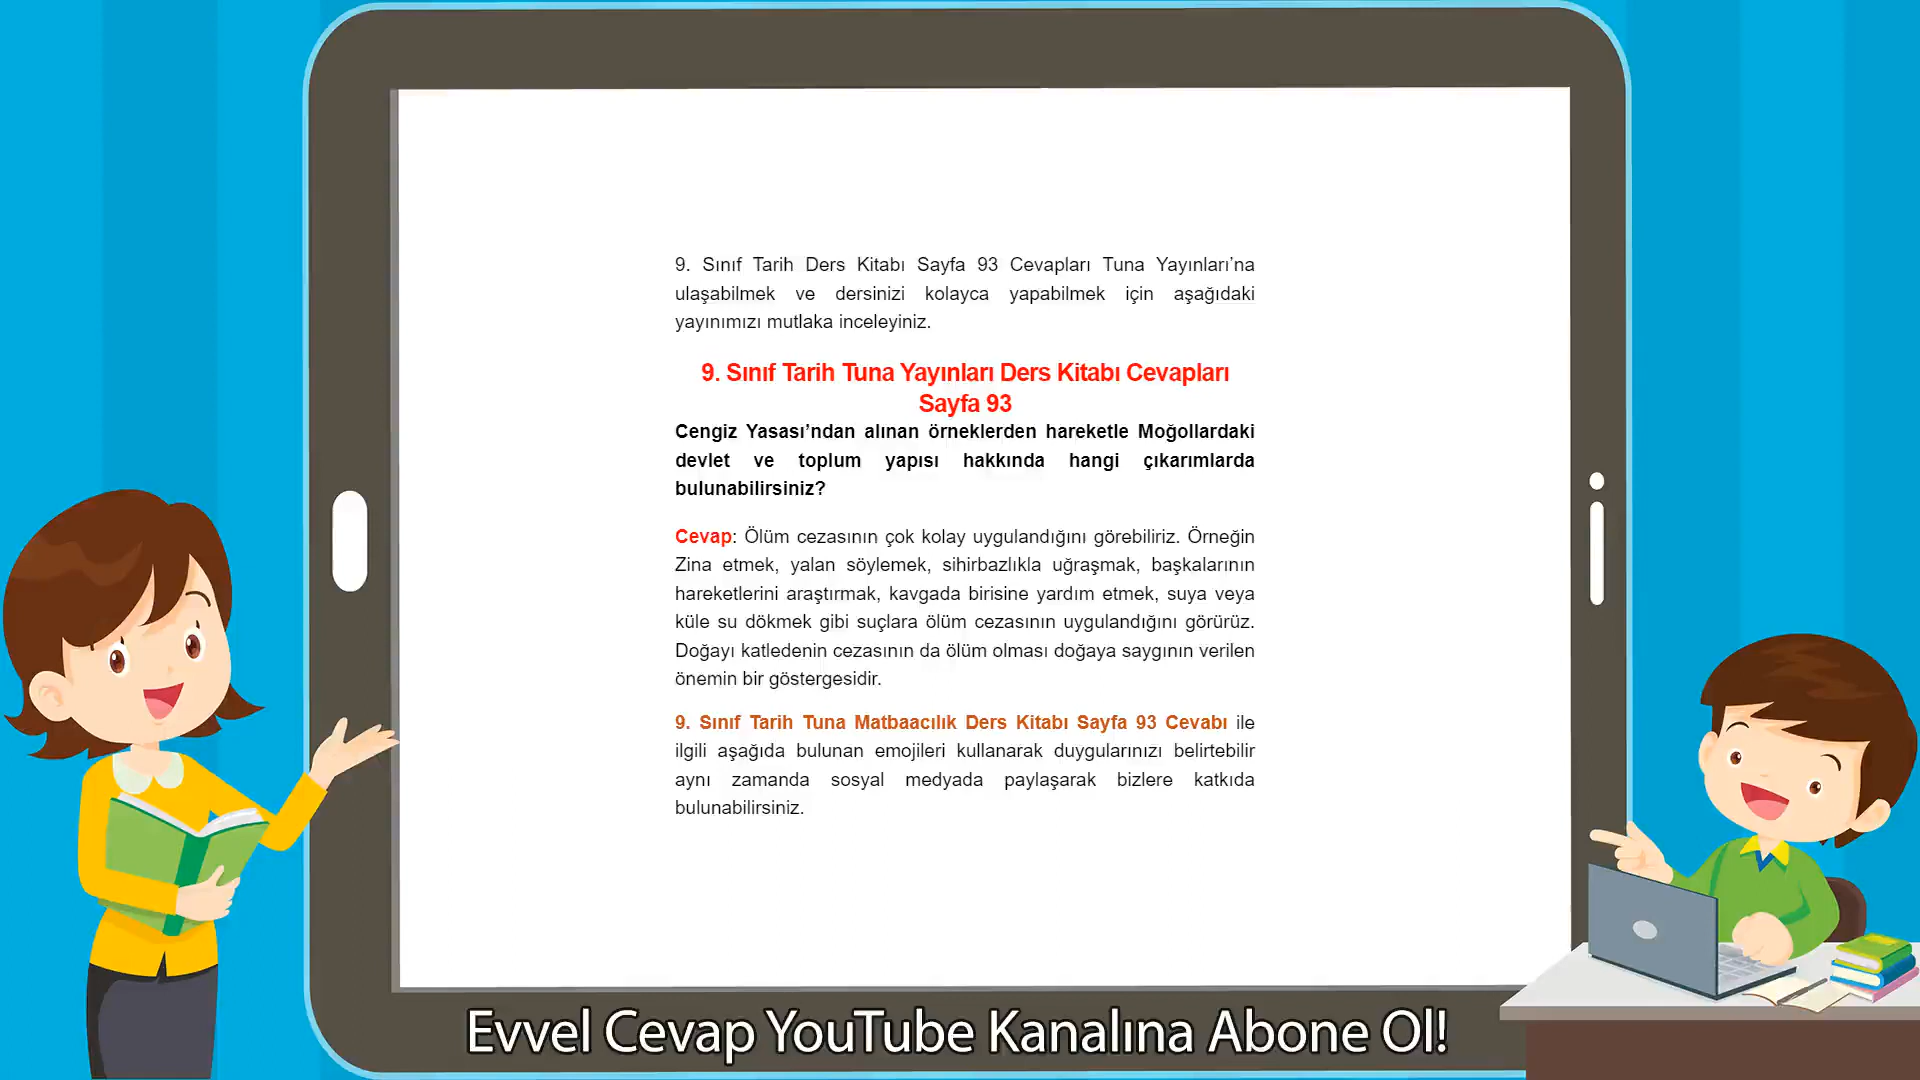 9. Sınıf Tarih Ders Kitabı Sayfa 93 Cevapları Tuna Yayınları’na
ulaşabilmek ve dersinizi kolayca yapabilmek için aşağıdaki
yayınımızı mutlaka inceleyiniz.
9. Sınıf Tarih Tuna Yayınları Ders Kitabı Cevapları
Sayfa 93
Cengiz Yasası’ndan alınan örneklerden hareketle Moğollardaki
devlet ve toplum yapısı hakkında hangi çıkarımlarda
bulunabilirsiniz?
Cevap: Ölüm cezasının çok kolay uygulandığını görebiliriz. Örneğin
Zina etmek, yalan söylemek, sihirbazlıkla uğraşmak, başkalarının
hareketlerini araştırmak, kavgada birisine yardım etmek, suya veya
küle su dökmek gibi suçlara ölüm cezasının uygulandığını görürüz.
Doğayı katledenin cezasının da ölüm olması doğaya saygının verilen
önemin bir göstergesidir.
9. Sınıf Tarih Tuna Matbaacılık Ders Kitabı Sayfa 93 Cevabı ile
ilgili aşağıda bulunan emojileri kullanarak duygularınızı belirtebilir
aynı zamanda sosyal medyada paylaşarak bizlere katkıda
bulunabilirsiniz.
Evvel Cevap YouTube Kanalına Abone Ol!